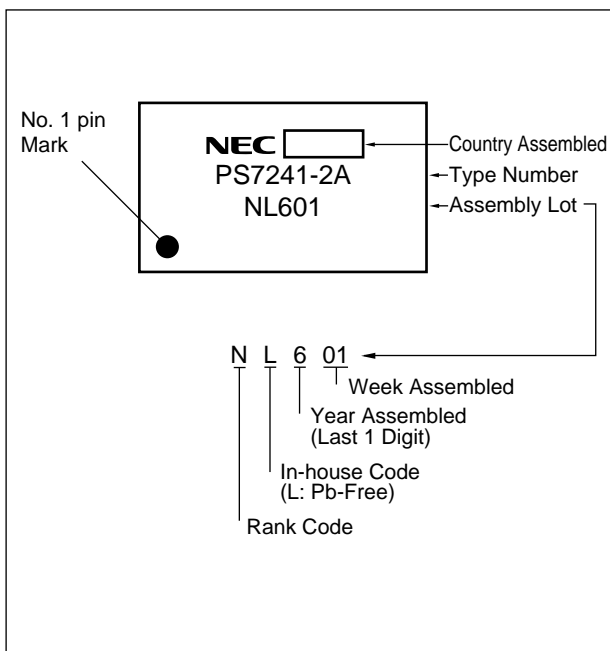 No. 1 pin
Mark
NEC
Country Assembled
PS7241-2A
Type Number
NL601
Assembly Lot
N L 6 01
Week Assembled
Year Assembled
(Last 1 Digit)
In-house Code
(L: Pb-Free)
Rank Code